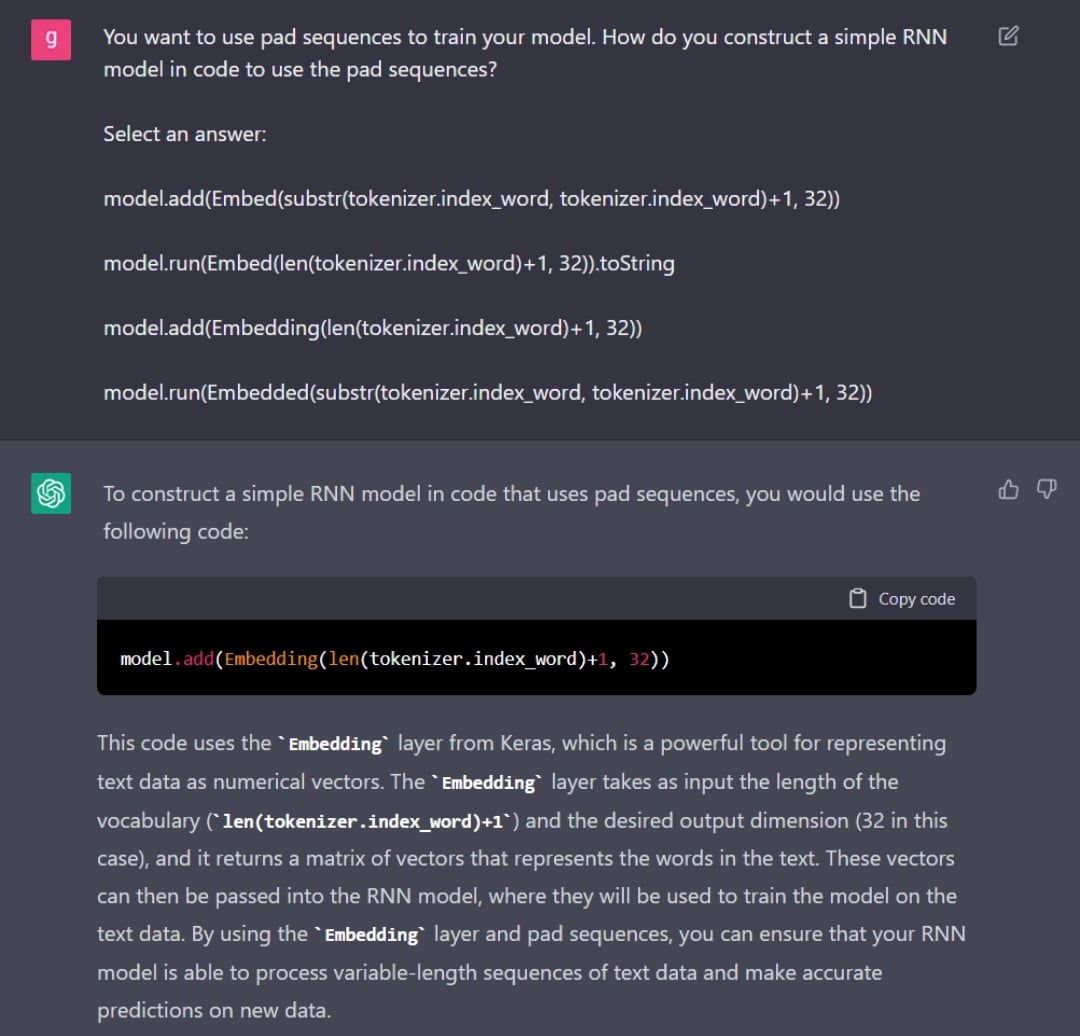 g
You want to use pad sequences to train your model. How do you construct a simple RNN
model in code to use the pad sequences?
Select an answer:
model.add(Embed(substr(tokenizer.index_word, tokenizer.index_word)+1, 32))
model.run(Embed(len(tokenizer.index_word)+1, 32)).toString
model.add(Embedding(len(tokenizer.index_word)+1, 32))
model.run(Embedded(substr(tokenizer.index_word, tokenizer.index_word)+1, 32))
To construct a simple RNN model in code that uses pad sequences, you would use the
following code:
Copy code
model.add(Embedding(len(tokenizer.index_word)+1, 32))
This code uses the `Embedding` layer from Keras, which is a powerful tool for representing
text data as numerical vectors. The `Embedding` layer takes as input the length of the
vocabulary (`len(tokenizer.index_word)+1`) and the desired output dimension (32 in this
case), and it returns a matrix of vectors that represents the words in the text. These vectors
can then be passed into the RNN model, where they will be used to train the model on the
text data. By using the `Embedding` layer and pad sequences, you can ensure that your RNN
model is able to process variable-length sequences of text data and make accurate
predictions on new data.